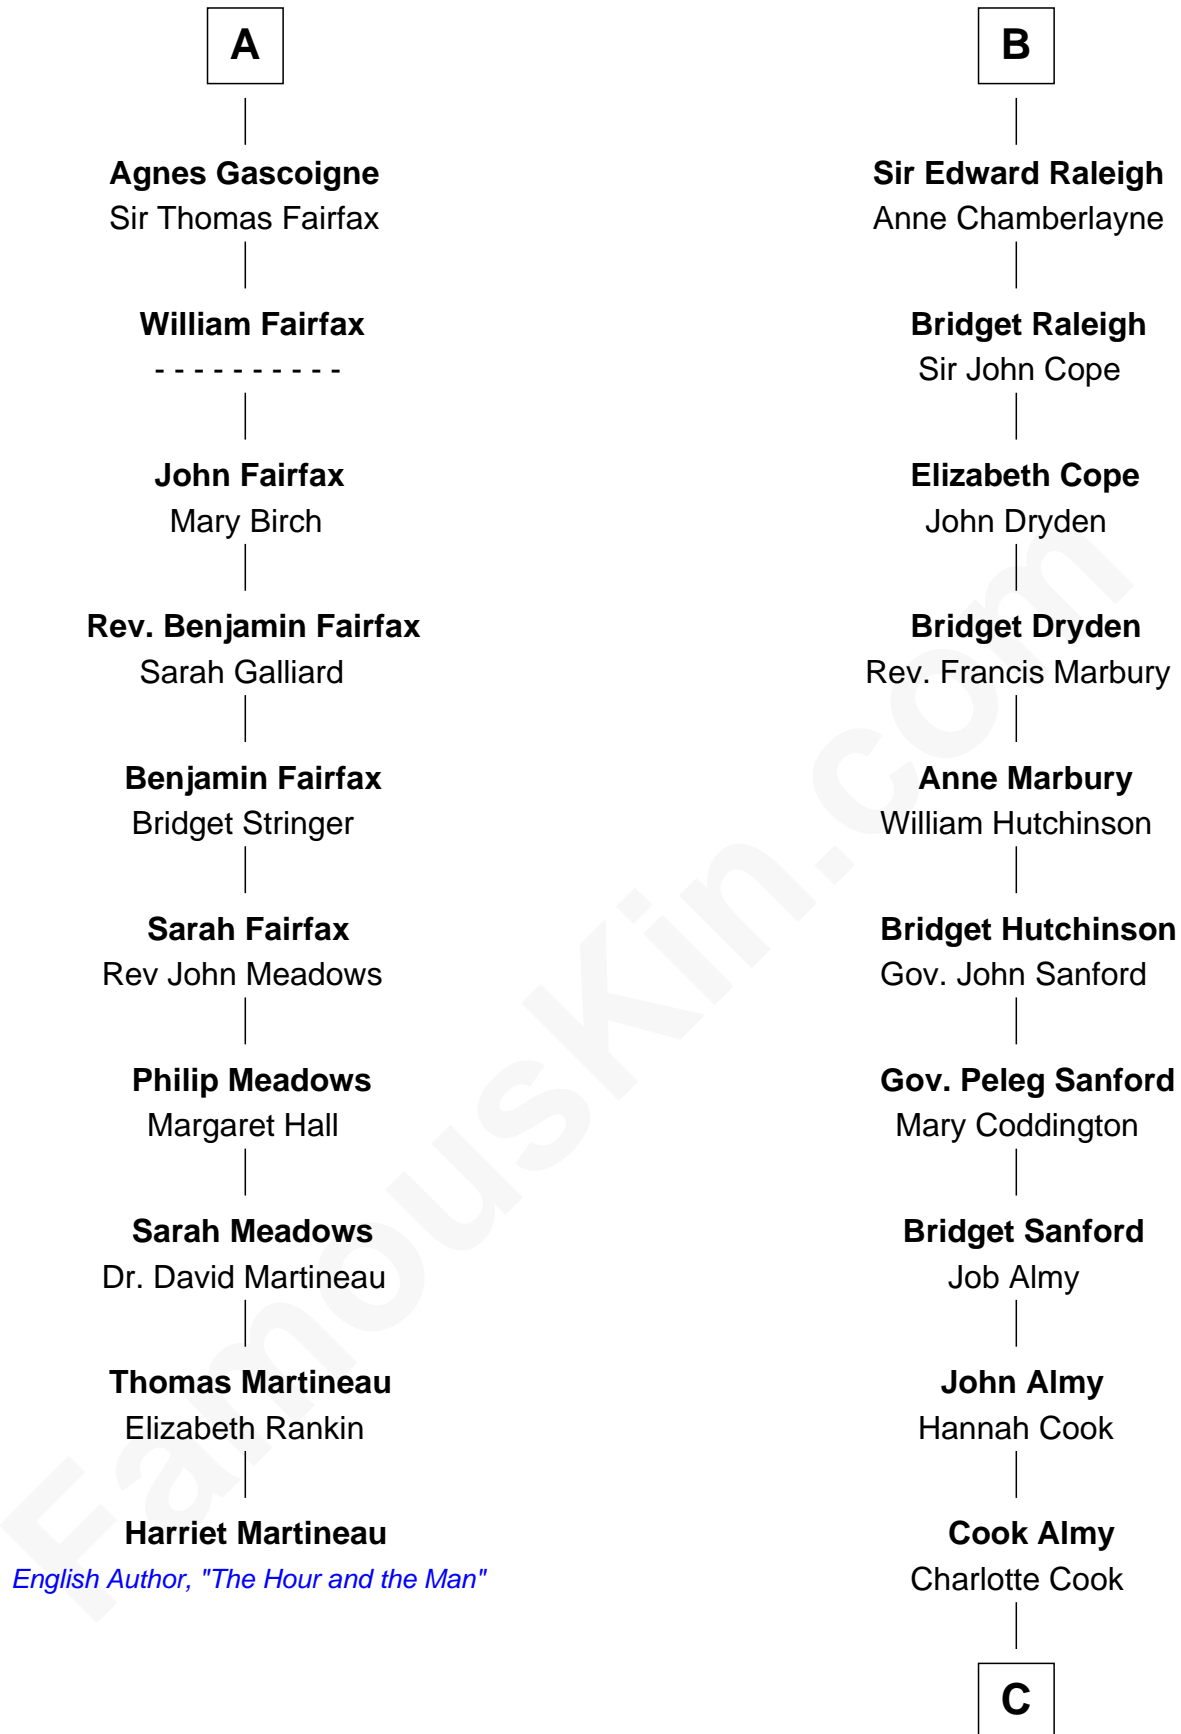 A
Agnes Gascoigne
Sir Thomas Fairfax
William Fairfax
- - - - - - - - - -
John Fairfax
Mary Birch
Rev. Benjamin Fairfax
Sarah Galliard
Benjamin Fairfax
Bridget Stringer
Sarah Fairfax
Rev John Meadows
Philip Meadows
Margaret Hall
Sarah Meadows
Dr. David Martineau
Thomas Martineau
Elizabeth Rankin
Harriet Martineau
English Author, "The Hour and the Man"
B
Sir Edward Raleigh
Anne Chamberlayne
Bridget Raleigh
Sir John Cope
Elizabeth Cope
John Dryden
Bridget Dryden
Rev. Francis Marbury
Anne Marbury
William Hutchinson
Bridget Hutchinson
Gov. John Sanford
Gov. Peleg Sanford
Mary Coddington
Bridget Sanford
Job Almy
John Almy
Hannah Cook
Cook Almy
Charlotte Cook
C
FamousKin.com